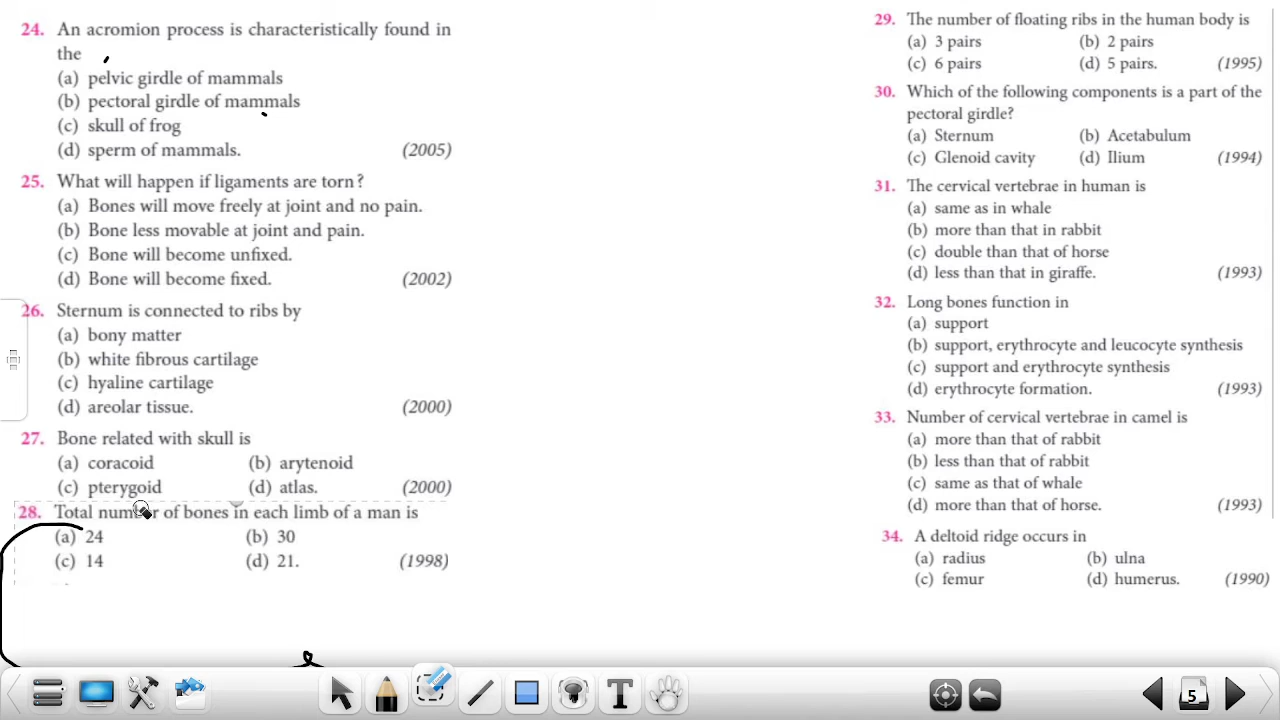 24. An acromion process is characteristically found in
the
(a) pelvic girdle of mammals
(b) pectoral girdle of mammals
(c) skull of frog
(d) sperm of mammals. (2005)
25. What will happen if ligaments are torn?
(a) Bones will move freely at joint and no pain.
(b) Bone less movable at joint and pain.
(c) Bone will become unfixed.
(d) Bone will become fixed. (2002)
26. Sternum is connected to ribs by
(a) bony matter
(b) white fibrous cartilage
(c) hyaline cartilage
(d) areolar tissue. (2000)
27. Bone related with skull is
(a) coracoid (b) arytenoid
(c) pterygoid (d) atlas. (2000)
28. Total number of bones in each limb of a man is
(a) 24 (b) 30
(c) 14 (d) 21. (1998)
29. The number of floating ribs in the human body is
(a) 3 pairs (b) 2 pairs
(c) 6 pairs (d) 5 pairs. (1995)
30. Which of the following components is a part of the
pectoral girdle?
(a) Sternum (b) Acetabulum
(c) Glenoid cavity (d) Ilium (1994)
31. The cervical vertebrae in human is
(a) same as in whale
(b) more than that in rabbit
(c) double than that of horse
(d) less than that in giraffe. (1993)
32. Long bones function in
(a) support
(b) support, erythrocyte and leucocyte synthesis
(c) support and erythrocyte synthesis
(d) erythrocyte formation. (1993)
33. Number of cervical vertebrae in camel is
(a) more than that of rabbit
(b) less than that of rabbit
(c) same as that of whale
(d) more than that of horse. (1993)
34. A deltoid ridge occurs in
(a) radius (b) ulna
(c) femur (d) humerus. (1990)
T
5